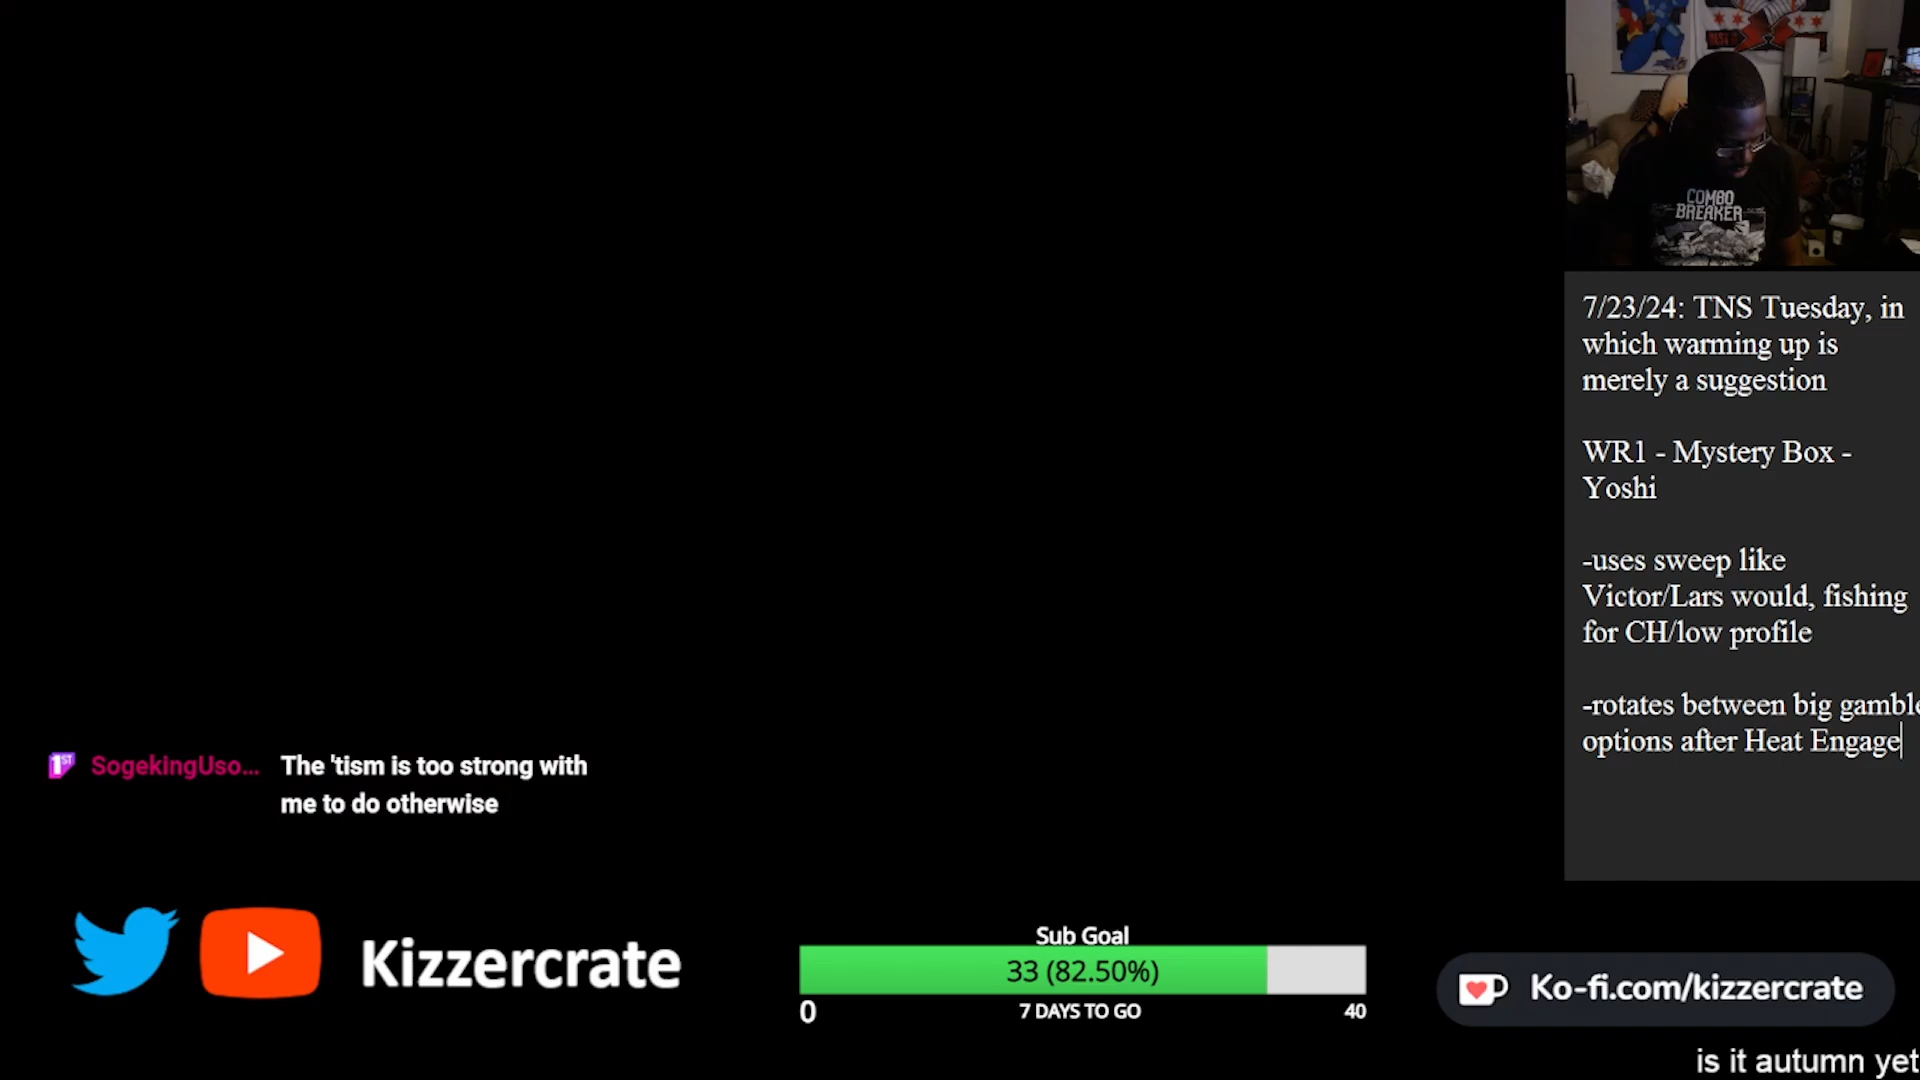 COMBO
BREAKER
7/23/24: TNS Tuesday, in
which warming up is
merely a suggestion
WR1 - Mystery Box -
Yoshi
-uses sweep like
Victor/Lars would, fishing
for CH/low profile
-rotates between big gamble
options after Heat Engage
1ST SogekingUso... The 'tism is too strong with
me to do otherwise
Kizzercrate
Sub Goal
33 (82.50%)
0 7 DAYS TO GO 40
Ko-fi.com/kizzercrate
is it autumn yet